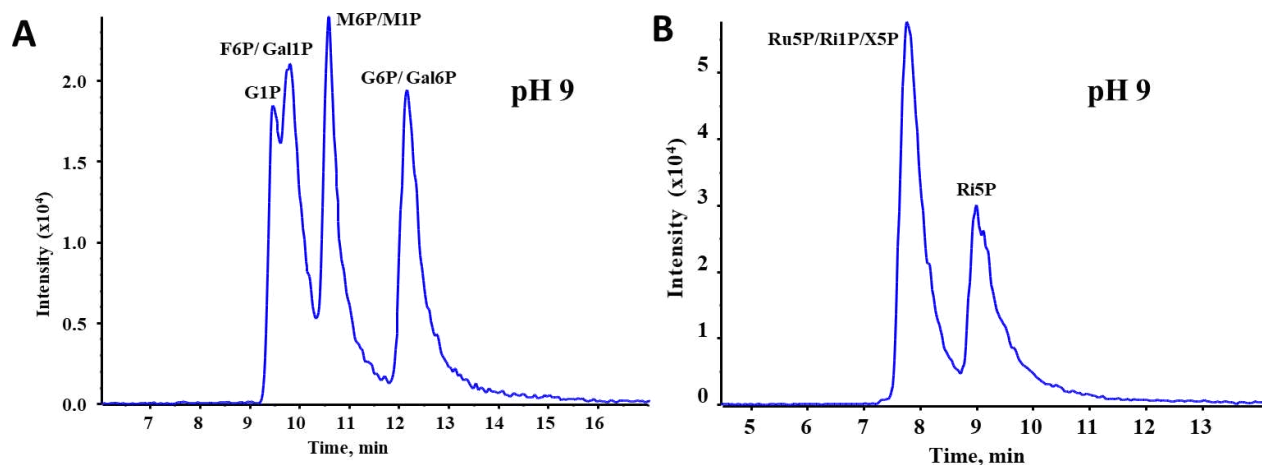 A
M6P/M1P
F6P/ Gal1P
G6P/ Gal6P
G1P
pH 9
2.0
1.5
1.0
0.5
0.0
Intensity (x10⁴)
7 8 9 10 11 12 13 14 15 16
Time, min
B
Ru5P/Ri1P/X5P
pH 9
Ri5P
5
4
3
2
1
0
Intensity (x10⁴)
5 6 7 8 9 10 11 12 13
Time, min